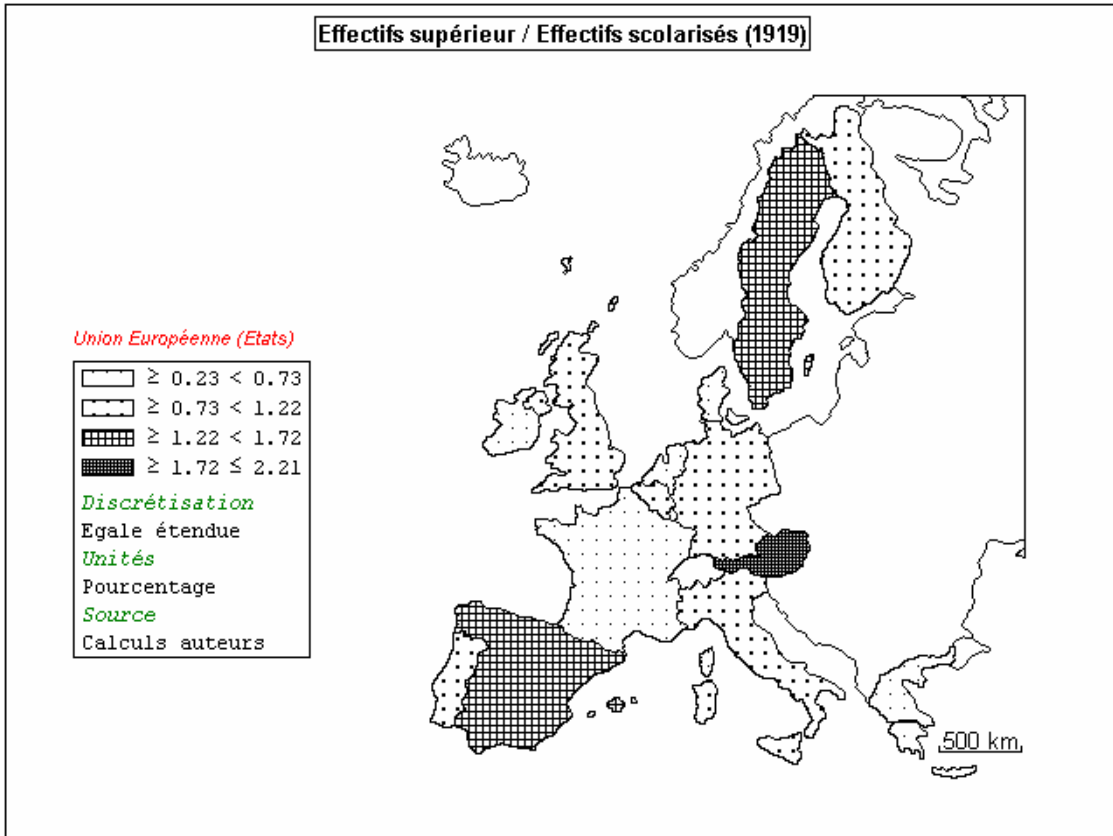 Effectifs supérieur / Effectifs scolarisés (1919)
Union Européenne (Etats)
≥ 0.23 < 0.73
≥ 0.73 < 1.22
≥ 1.22 < 1.72
≥ 1.72 ≤ 2.21
Discrétisation
Egale étendue
Unités
Pourcentage
Source
Calculs auteurs
500 km